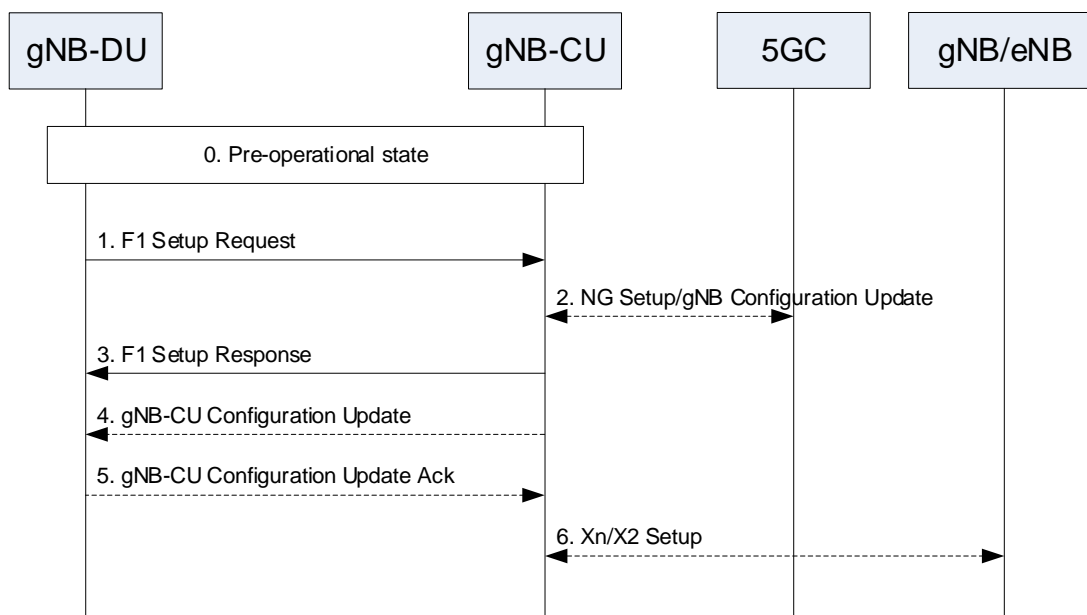 gNB-DU
gNB-CU
5GC
gNB/eNB
0. Pre-operational state
1. F1 Setup Request
2. NG Setup/gNB Configuration Update
3. F1 Setup Response
4. gNB-CU Configuration Update
5. gNB-CU Configuration Update Ack
6. Xn/X2 Setup